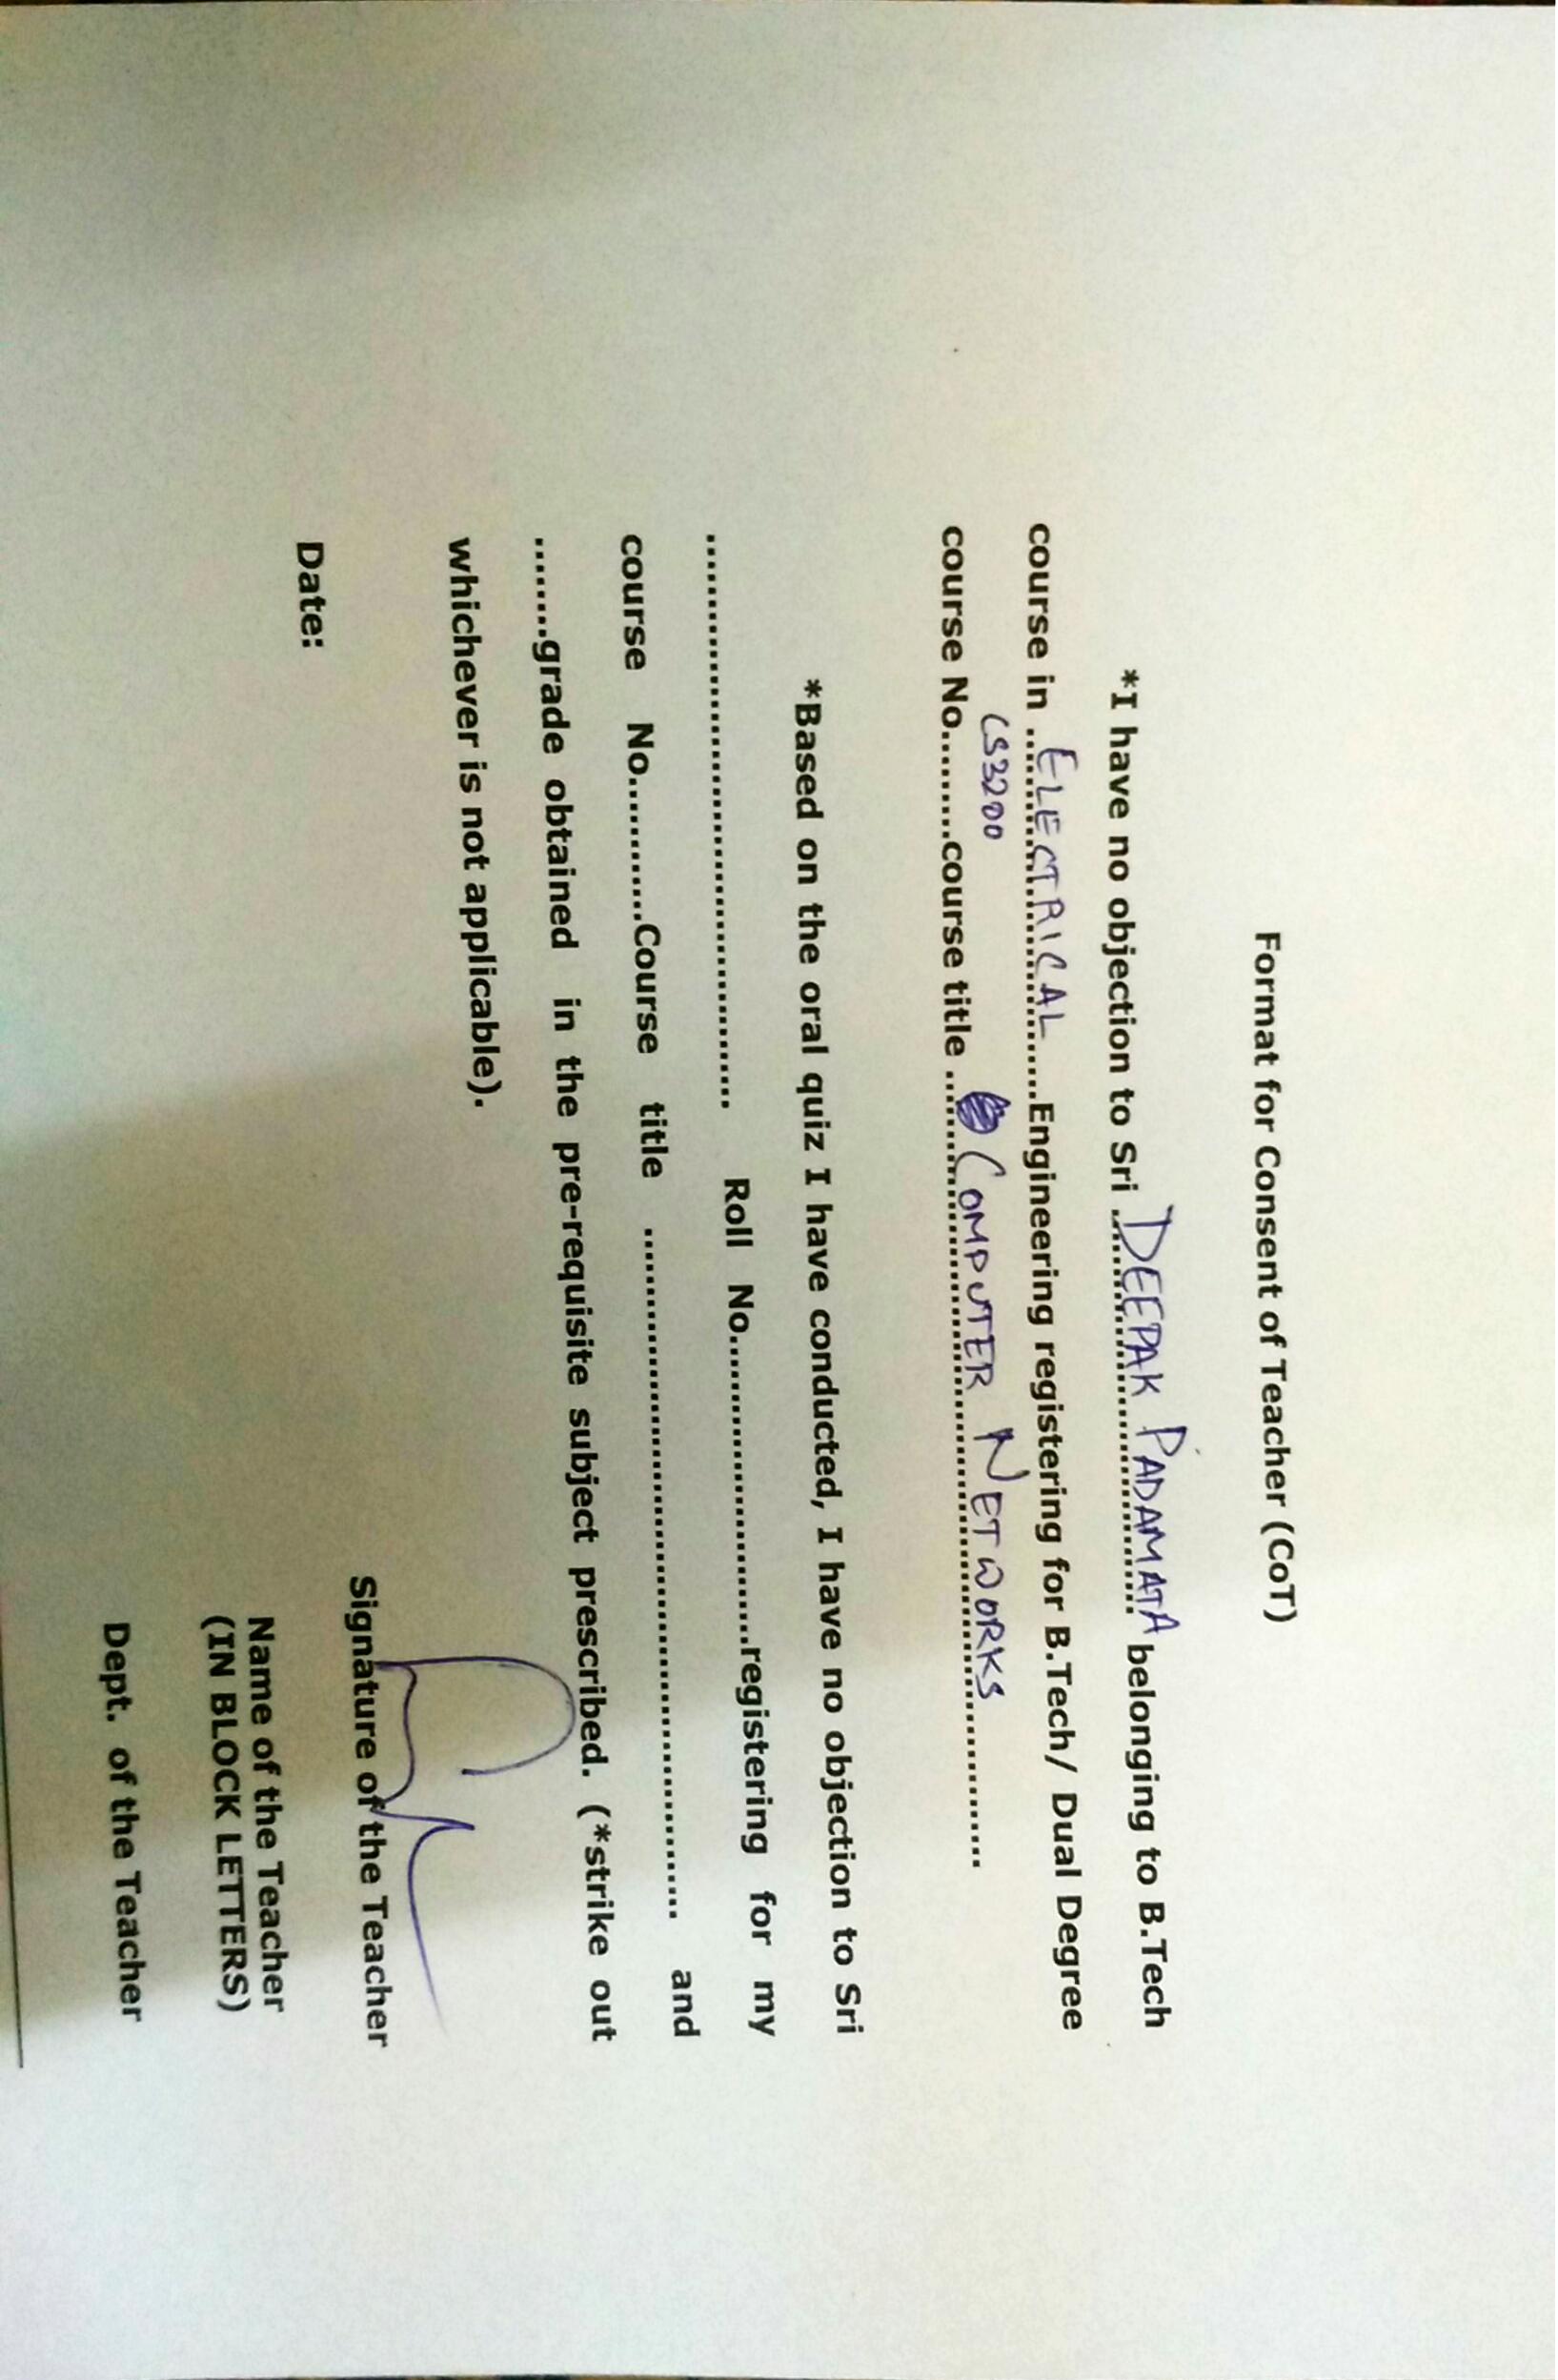 Format for Consent of Teacher (CoT)
*I have no objection to Sri ..DEEPAK PADAMATA.. belonging to B.Tech
course in ..ELECTRICAL......Engineering registering for B.Tech/ Dual Degree
CS3200
course No.........course title ..COMPUTER NETWORKS...............
*Based on the oral quiz I have conducted, I have no objection to Sri
.................................................... Roll No.............................registering for my
course No............Course title ............................................................... and
.........grade obtained in the pre-requisite subject prescribed. (*strike out
whichever is not applicable).
Date:
Signature of the Teacher
Name of the Teacher
(IN BLOCK LETTERS)
Dept. of the Teacher